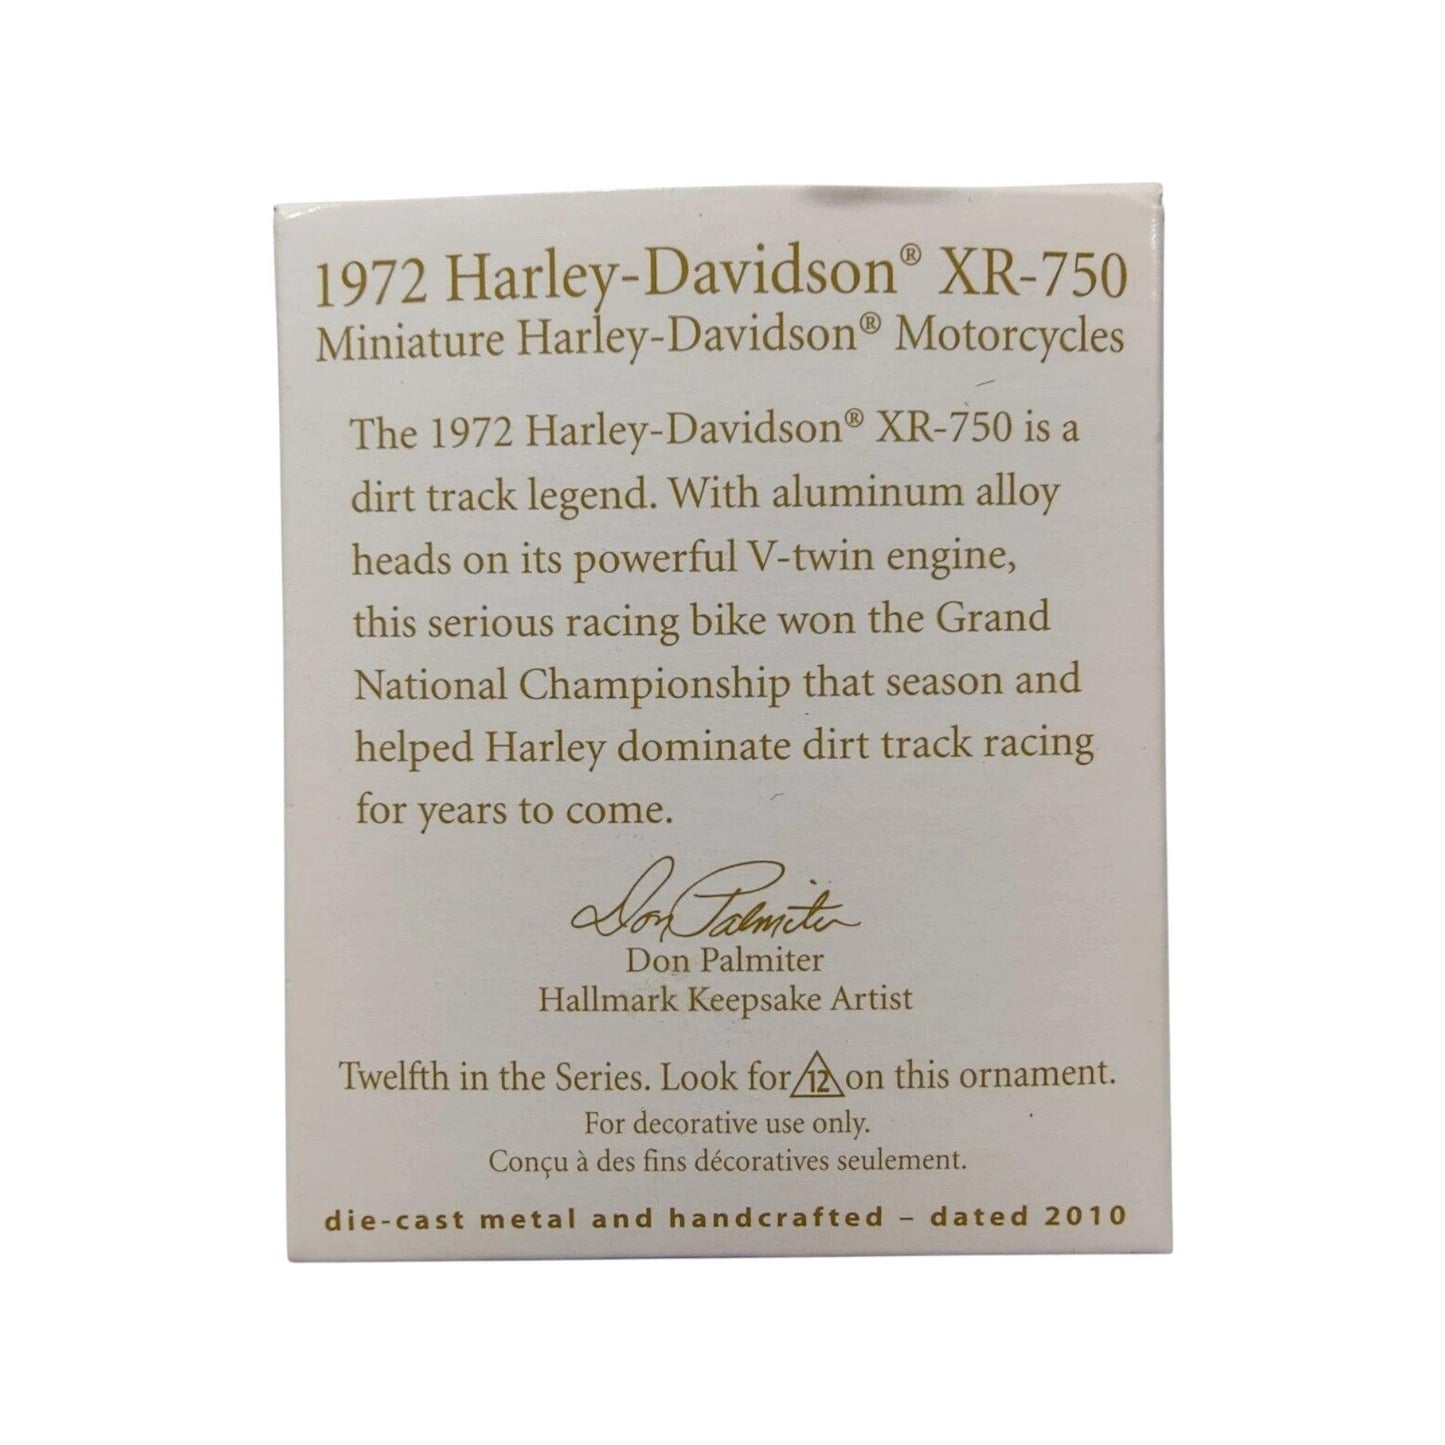 1972 Harley-Davidson® XR-750
Miniature Harley-Davidson® Motorcycles
The 1972 Harley-Davidson® XR-750 is a
dirt track legend. With aluminum alloy
heads on its powerful V-twin engine,
this serious racing bike won the Grand
National Championship that season and
helped Harley dominate dirt track racing
for years to come.
Don Palmiter
Don Palmiter
Hallmark Keepsake Artist
Twelfth in the Series. Look for 12 on this ornament.
For decorative use only.
Conçu à des fins décoratives seulement.
die-cast metal and handcrafted – dated 2010